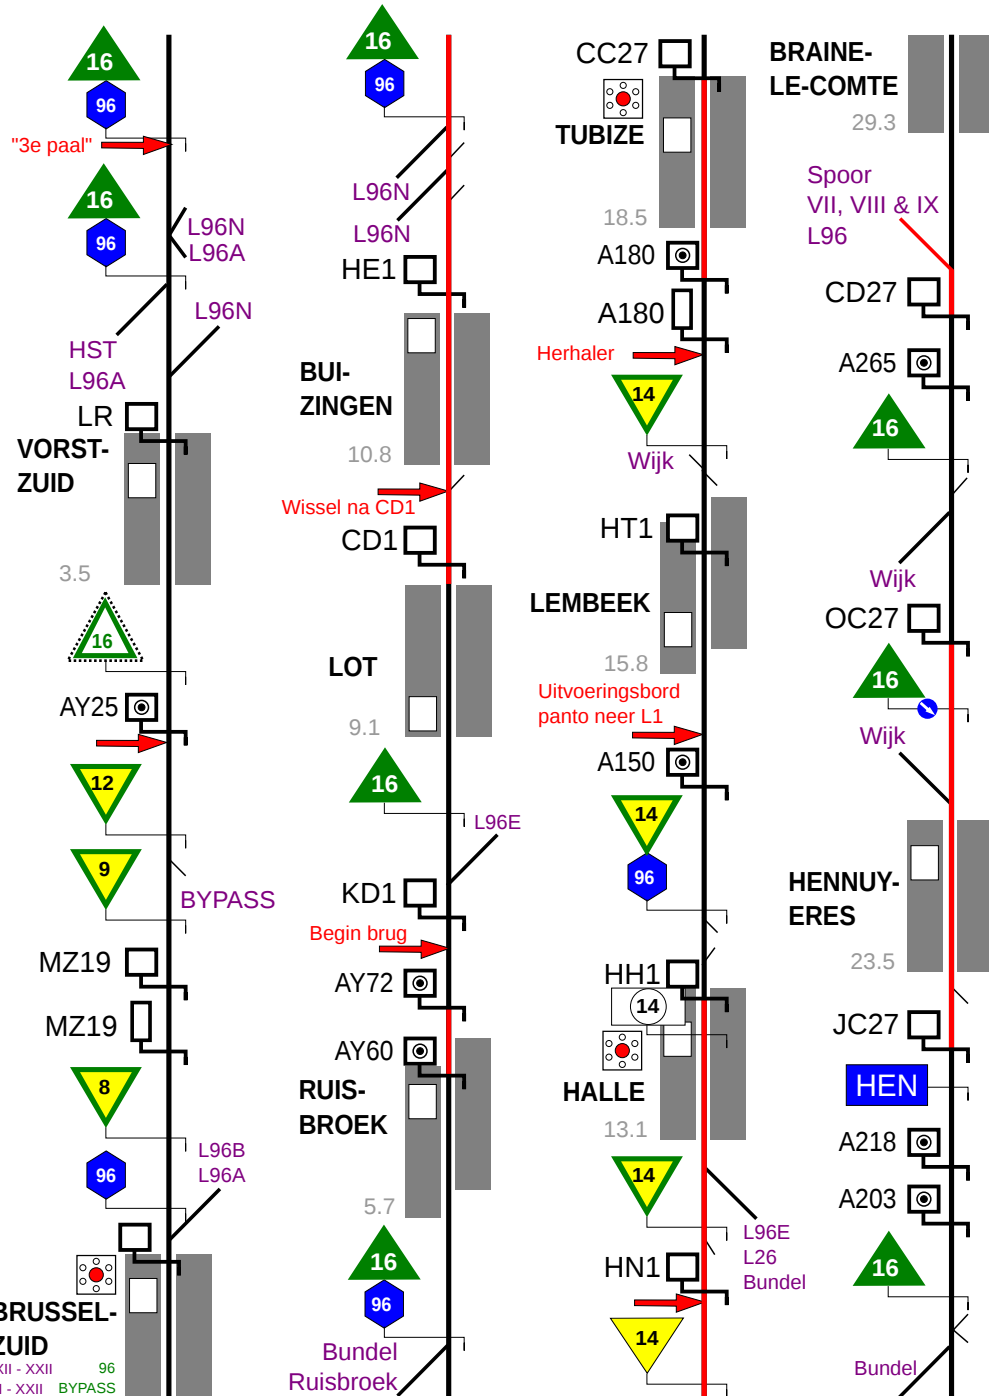 16
96
"3e paal"
16
96
L96N
L96A
L96N
HST
L96A
LR
VORST-
ZUID
3.5
16
AY25
12
9
BYPASS
MZ19
MZ19
8
L96B
L96A
96
BRUSSEL-
ZUID
XII - XXII 96
I - XXII BYPASS
16
96
L96N
L96N
HE1
BUI-
ZINGEN
10.8
Wissel na CD1
CD1
LOT
9.1
16
L96E
KD1
Begin brug
AY72
AY60
RUIS-
BROEK
5.7
16
96
Bundel
Ruisbroek
CC27
TUBIZE
18.5
A180
A180
Herhaler
14
Wijk
HT1
LEMBEEK
15.8
Uitvoeringsbord
panto neer L1
A150
14
96
HH1
14
HALLE
13.1
14
L96E
L26
Bundel
HN1
14
BRAINE-
LE-COMTE
29.3
Spoor
VII, VIII & IX
L96
CD27
A265
16
Wijk
OC27
16
Wijk
HENNUY-
ERES
23.5
JC27
HEN
A218
A203
16
Bundel